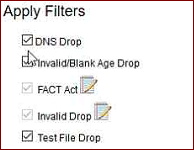 Apply Filters
DNS Drop
Invalid/Blank Age Drop
FACT Act
Invalid Drop
Test File Drop